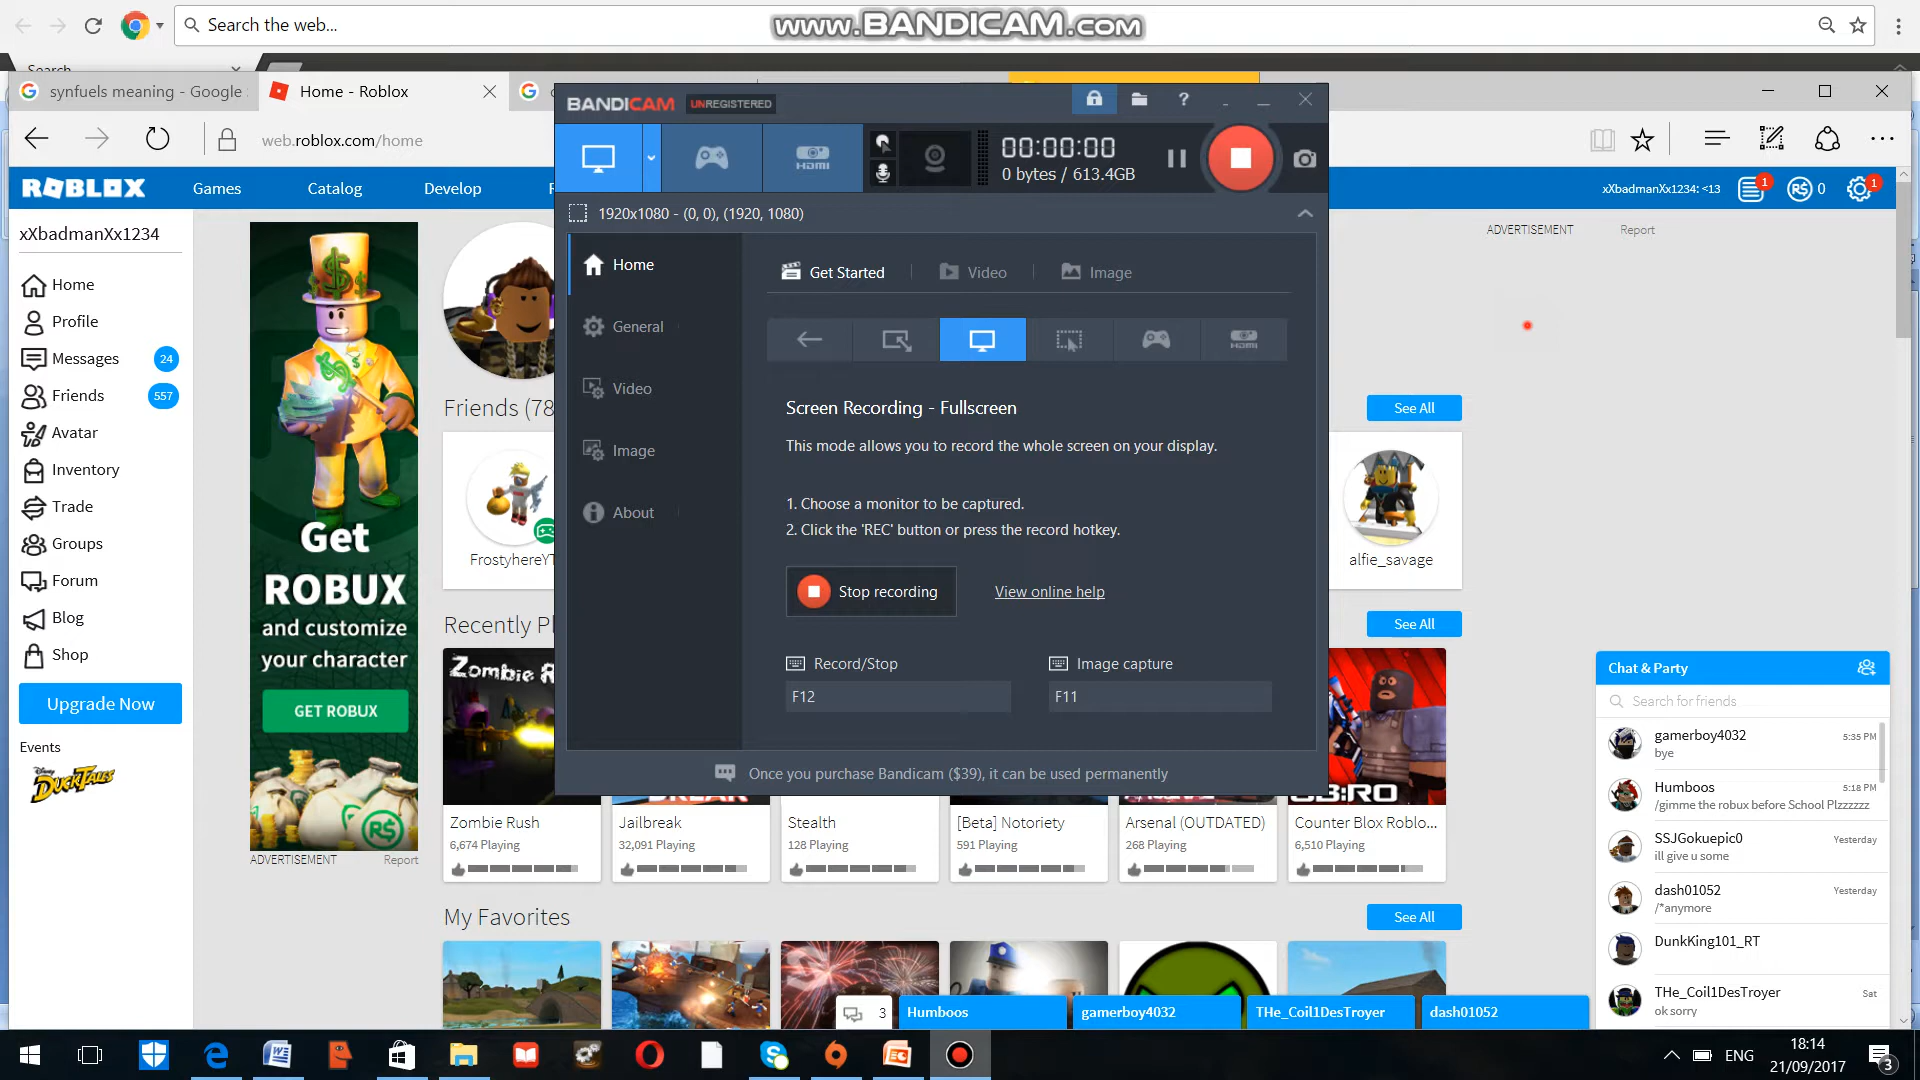 Search the web...
www.BANDICAM.com
Search
synfuels meaning - Google
Home - Roblox
web.roblox.com/home
ROBLOX
Games
Catalog
Develop
xXbadmanXx1234: <13
1
0
1
xXbadmanXx1234
Home
Profile
Messages
24
Friends
557
Avatar
Inventory
Trade
Groups
Forum
Blog
Shop
Upgrade Now
Events
Disney
DUCKTALES
Get
ROBUX
and customize
your character
GET ROBUX
R$
ADVERTISEMENT
Report
BANDICAM
UNREGISTERED
?
HDMI
00:00:00
0 bytes / 613.4GB
1920x1080 - (0, 0), (1920, 1080)
Home
General
Video
Image
About
Get Started
Video
Image
HDMI
Screen Recording - Fullscreen
This mode allows you to record the whole screen on your display.
1. Choose a monitor to be captured.
2. Click the 'REC' button or press the record hotkey.
Stop recording
View online help
Record/Stop
F12
Image capture
F11
Once you purchase Bandicam ($39), it can be used permanently
ADVERTISEMENT
Report
Friends (78
See All
FrostyhereYT
alfie_savage
Recently Pl
See All
Zombie R
Zombie Rush
6,674 Playing
Jailbreak
32,091 Playing
Stealth
128 Playing
[Beta] Notoriety
591 Playing
Arsenal (OUTDATED)
268 Playing
Counter Blox Roblo...
6,510 Playing
My Favorites
See All
Chat & Party
Search for friends
gamerboy4032
5:35 PM
bye
Humboos
5:18 PM
/gimme the robux before School Plzzzzzz
SSJGokuepic0
Yesterday
ill give u some
dash01052
Yesterday
/*anymore
DunkKing101_RT
THe_Coil1DesTroyer
Sat
ok sorry
3
Humboos
gamerboy4032
THe_Coil1DesTroyer
dash01052
ENG
18:14
21/09/2017
3